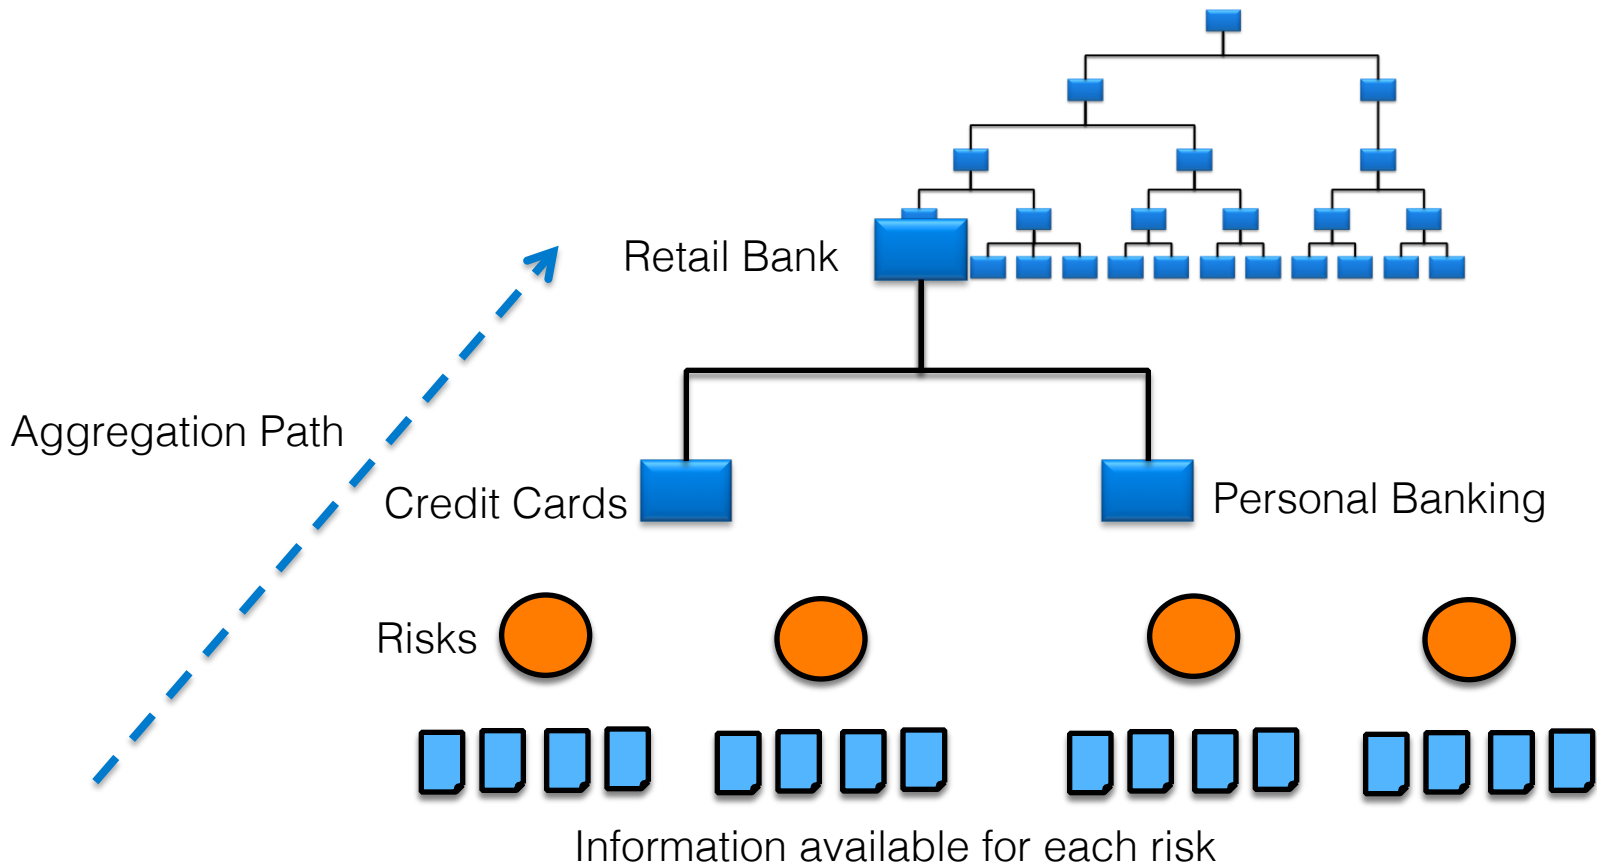 Retail Bank
Aggregation Path
Credit Cards
Personal Banking
Risks
Information available for each risk